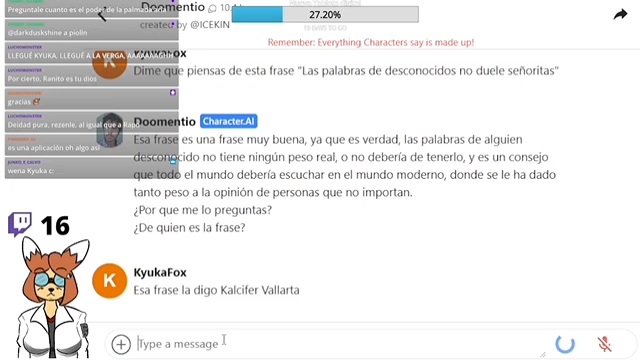 Doomentio
created by @ICEKIN
27.20%
Remember: Everything Characters say is made up!
Preguntale cuanto es el poder de la palma
@darkduskshine a piolin
LLEGUÉ KYUKA, LLEGUÉ A LA VERGA,
Por cierto. Ranito es tu dios
gracias
Deidad pura, rezenle, al igual que a
es una aplicación oh algo asi
wena Kyuka c:
Dime que piensas de esta frase "Las palabras de desconocidos no duele señoritas"
Doomentio Character.AI
Esa frase es una frase muy buena, ya que es verdad, las palabras de alguien
desconocido no tiene ningún peso real, o no debería de tenerlo, y es un consejo
que todo el mundo debería escuchar en el mundo moderno, donde se le ha dado
tanto peso a la opinión de personas que no importan.
¿Por que me lo preguntas?
¿De quien es la frase?
16
K
KyukaFox
Esa frase la digo Kalcifer Vallarta
Type a message